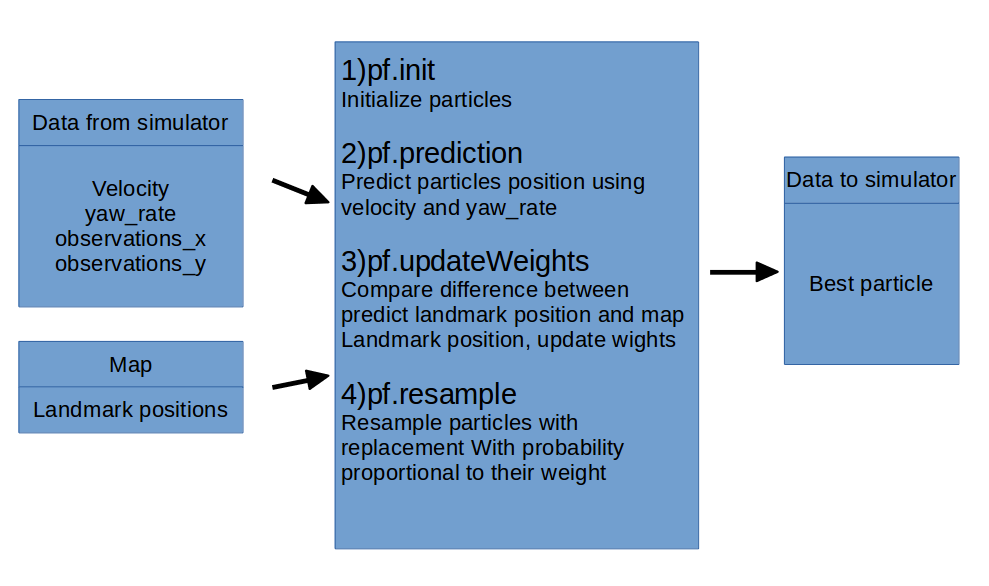 Data from simulator
Velocity
yaw_rate
observations_x
observations_y
Map
Landmark positions
1)pf.init
Initialize particles
2)pf.prediction
Predict particles position using
velocity and yaw_rate
3)pf.updateWeights
Compare difference between
predict landmark position and map
Landmark position, update wights
4)pf.resample
Resample particles with
replacement With probability
proportional to their weight
Data to simulator
Best particle